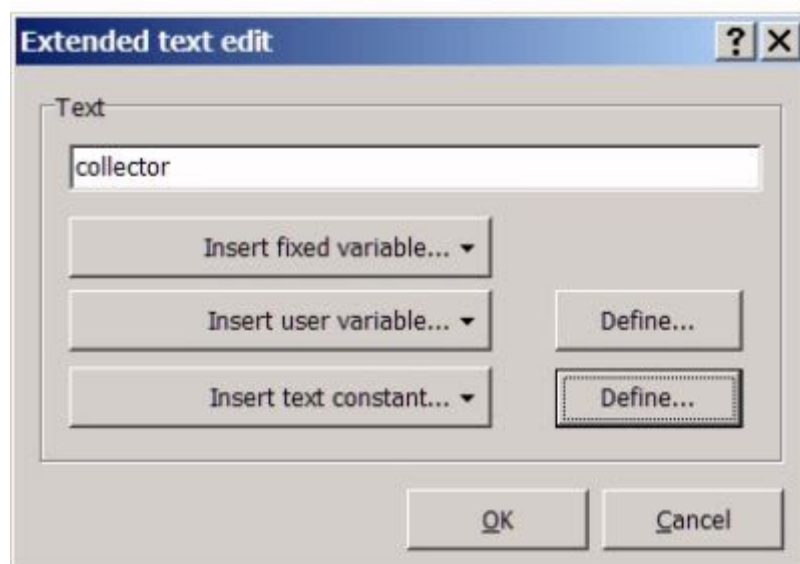 Extended text edit
Text
collector
Insert fixed variable...
Insert user variable... Define...
Insert text constant... Define...
OK Cancel